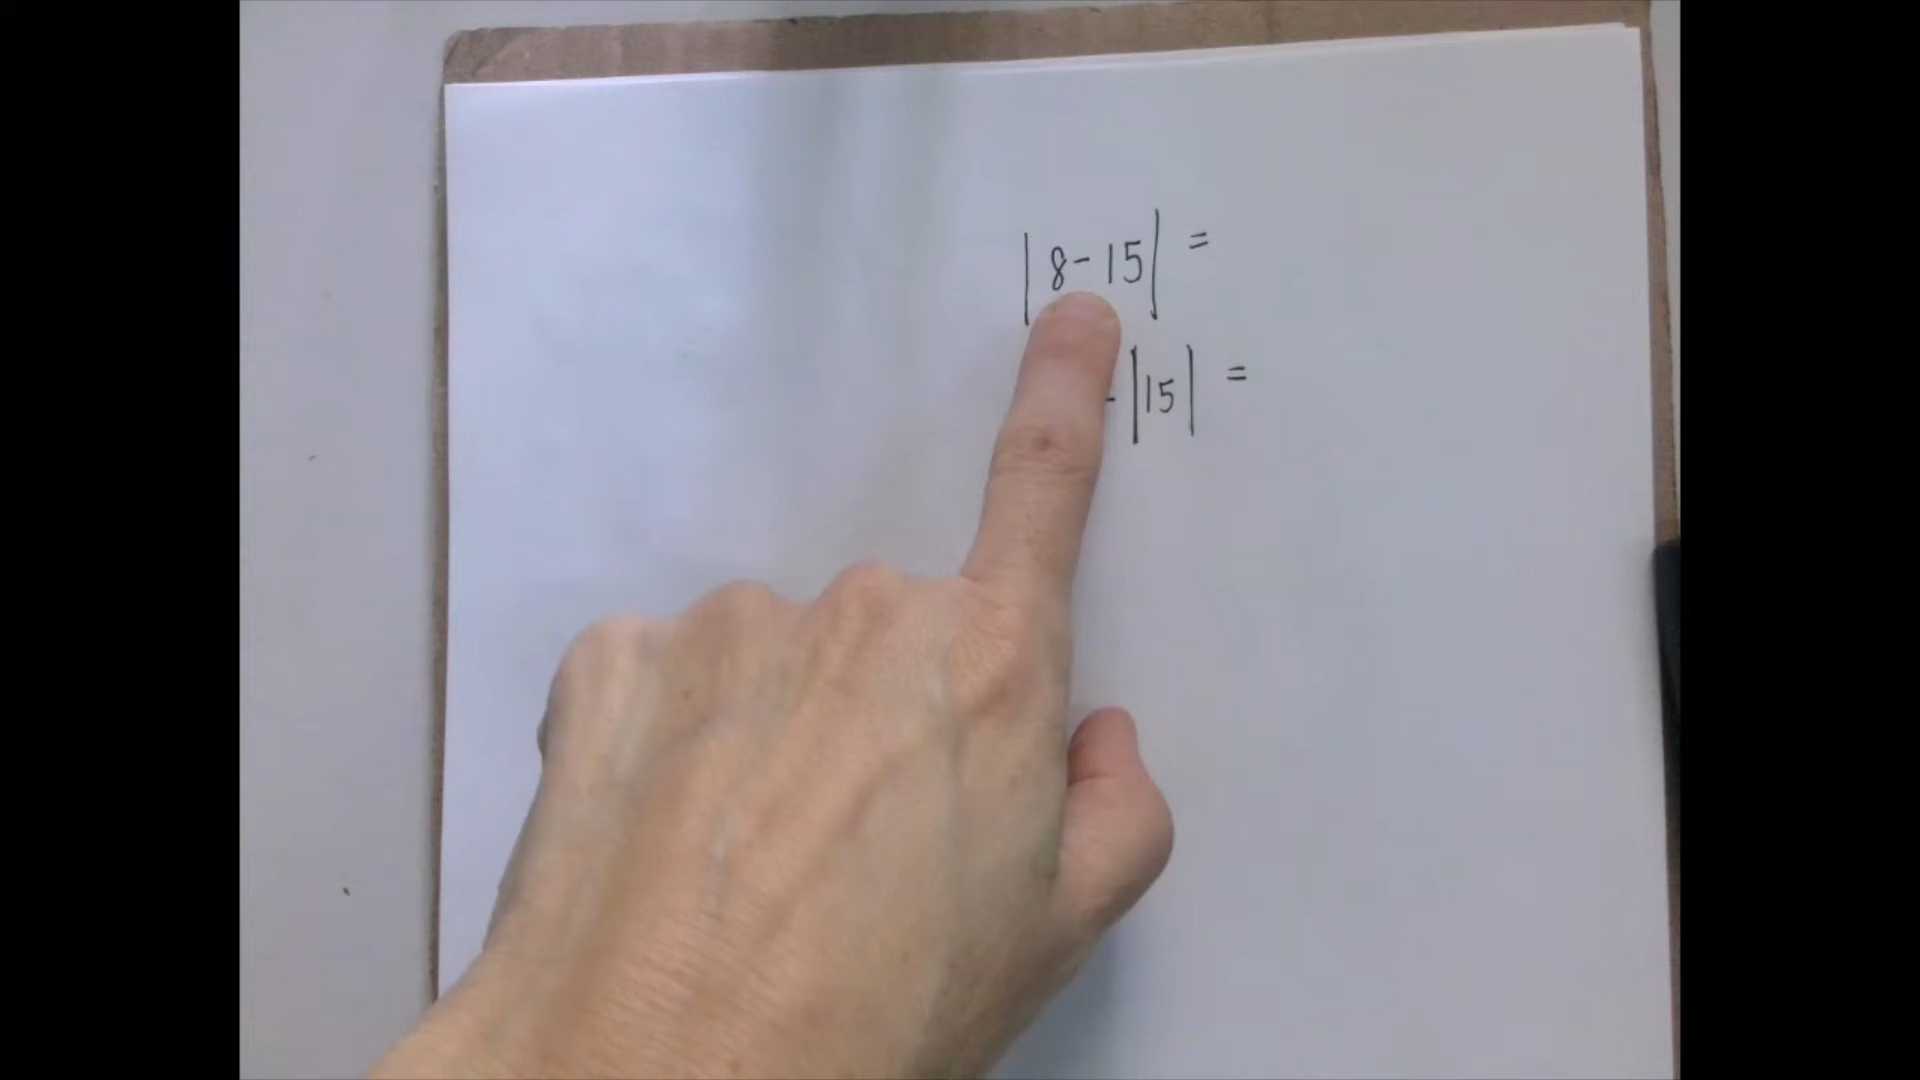 |8-15| =
-|15| =